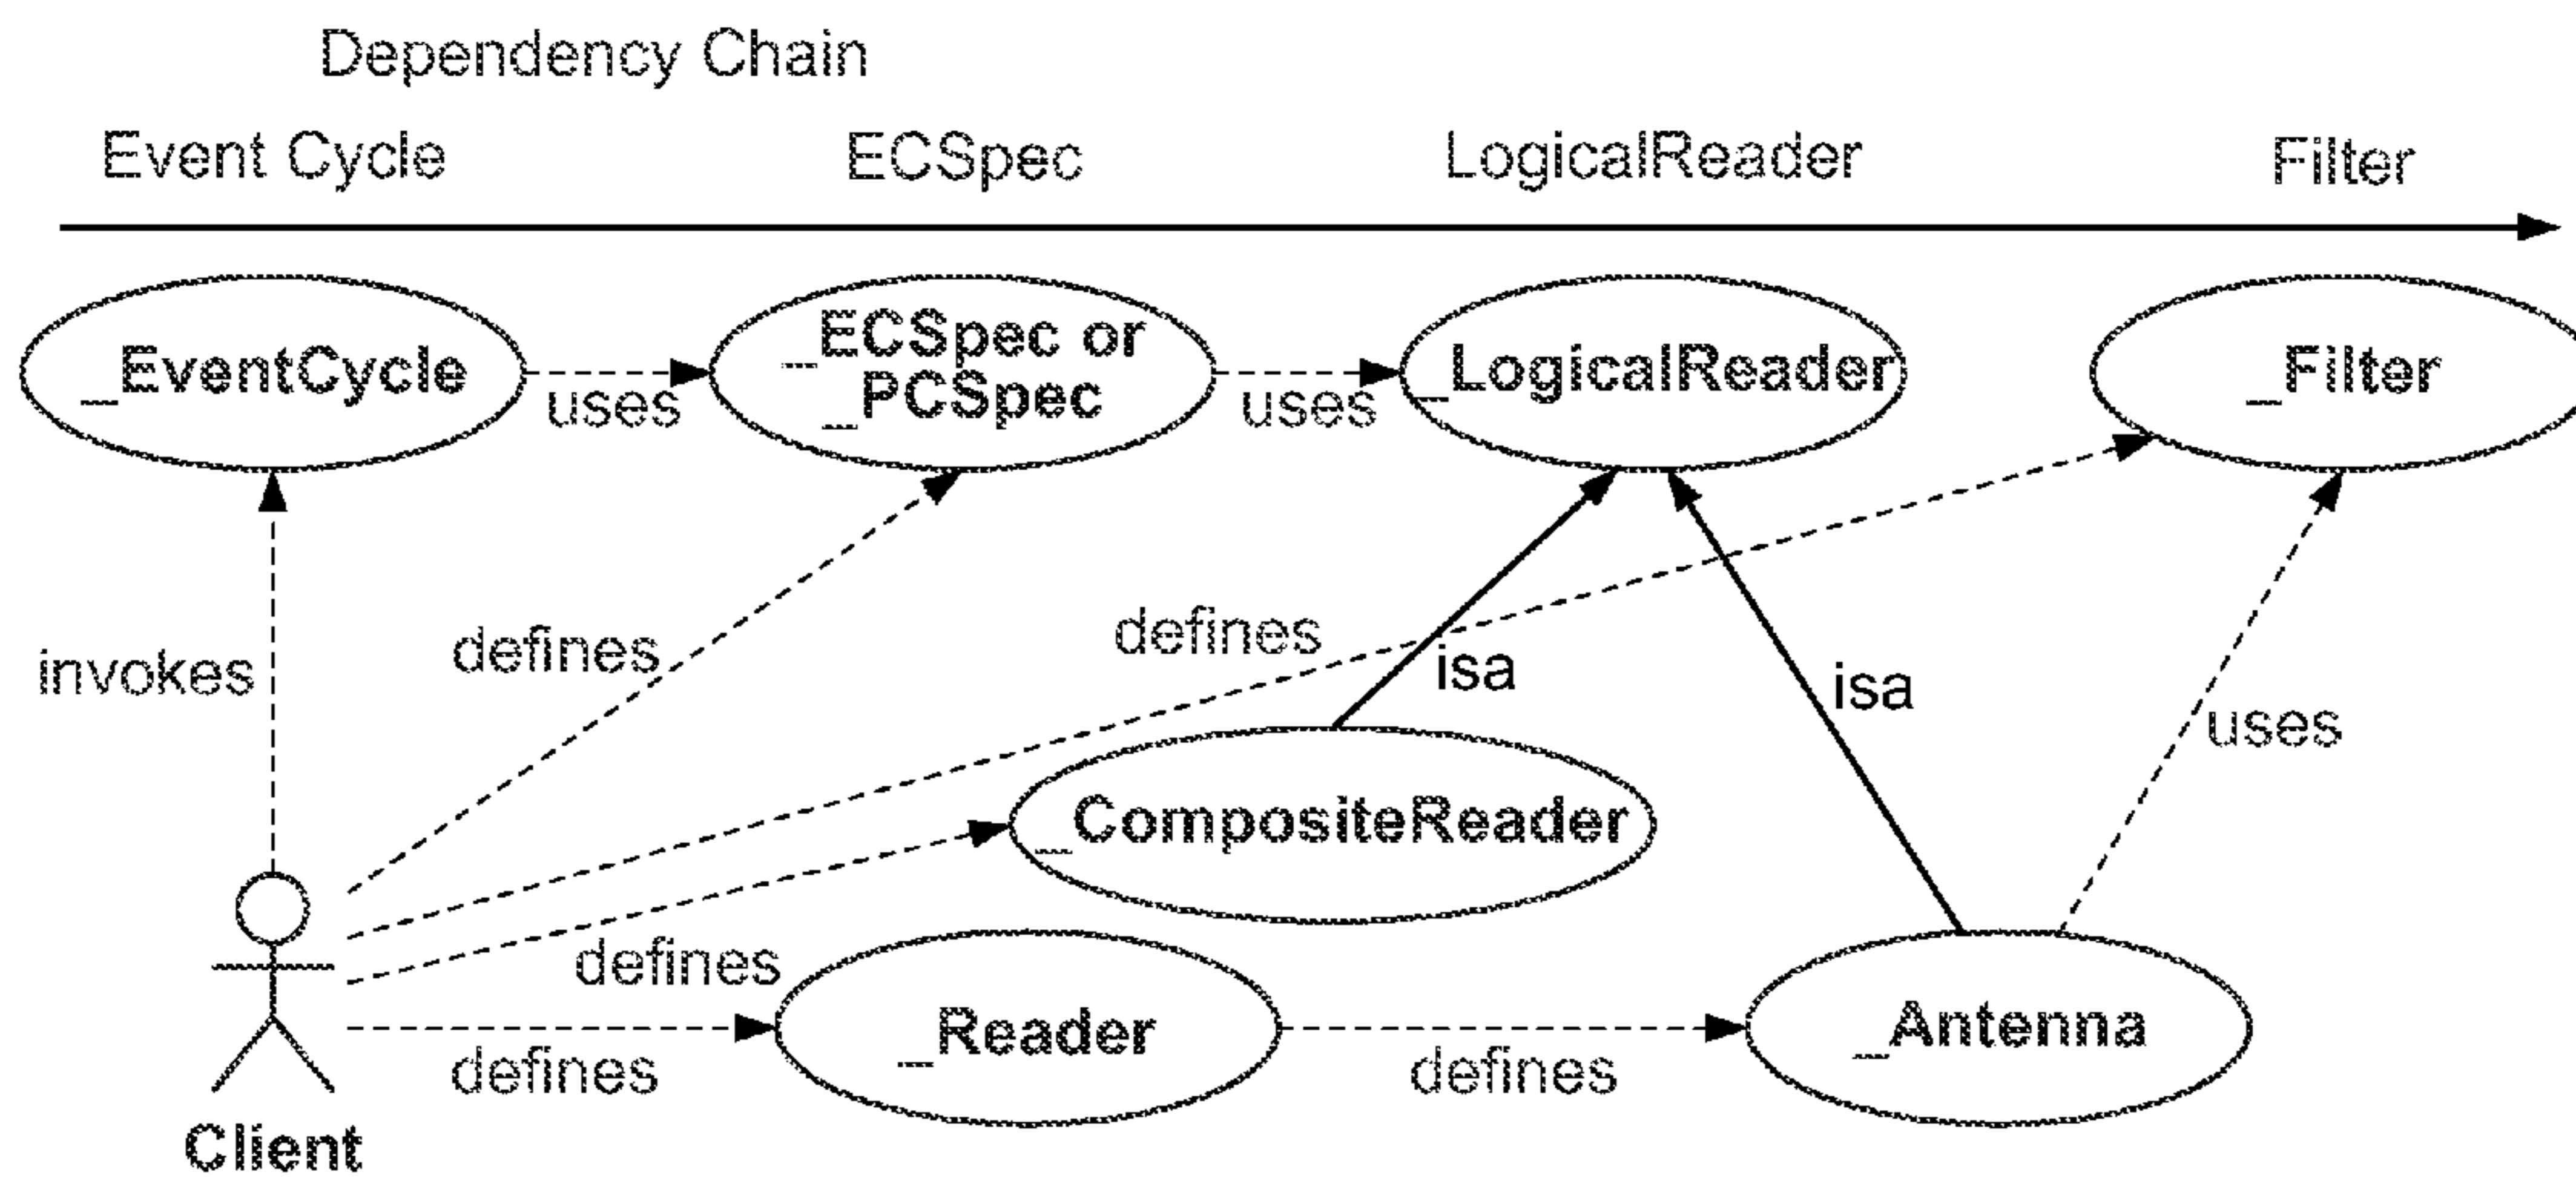 Dependency Chain
Event Cycle ECSpec LogicalReader Filter
_EventCycle
_ECSpec or
_PCSpec
_LogicalReader
_Filter
uses
uses
invokes
defines
defines
isa
isa
uses
_CompositeReader
defines
_Reader
_Antenna
defines
defines
Client